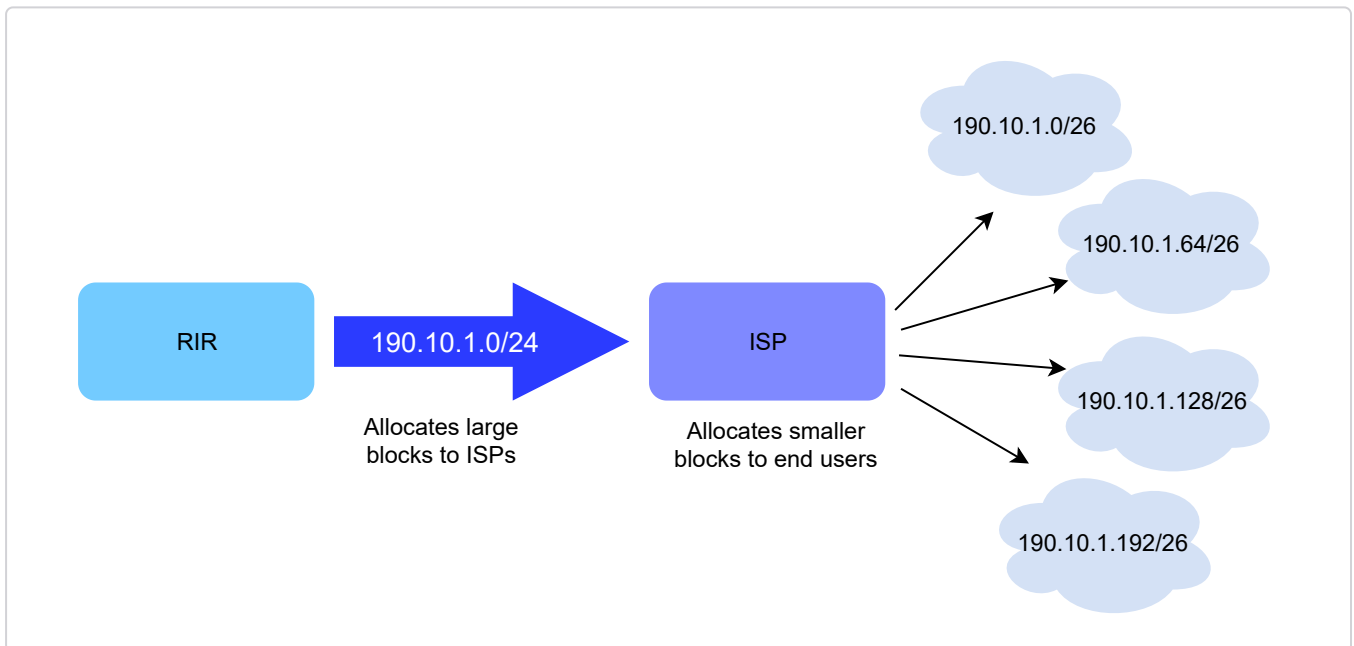 RIR
190.10.1.0/24
Allocates large
blocks to ISPs
ISP
Allocates smaller
blocks to end users
190.10.1.0/26
190.10.1.64/26
190.10.1.128/26
190.10.1.192/26